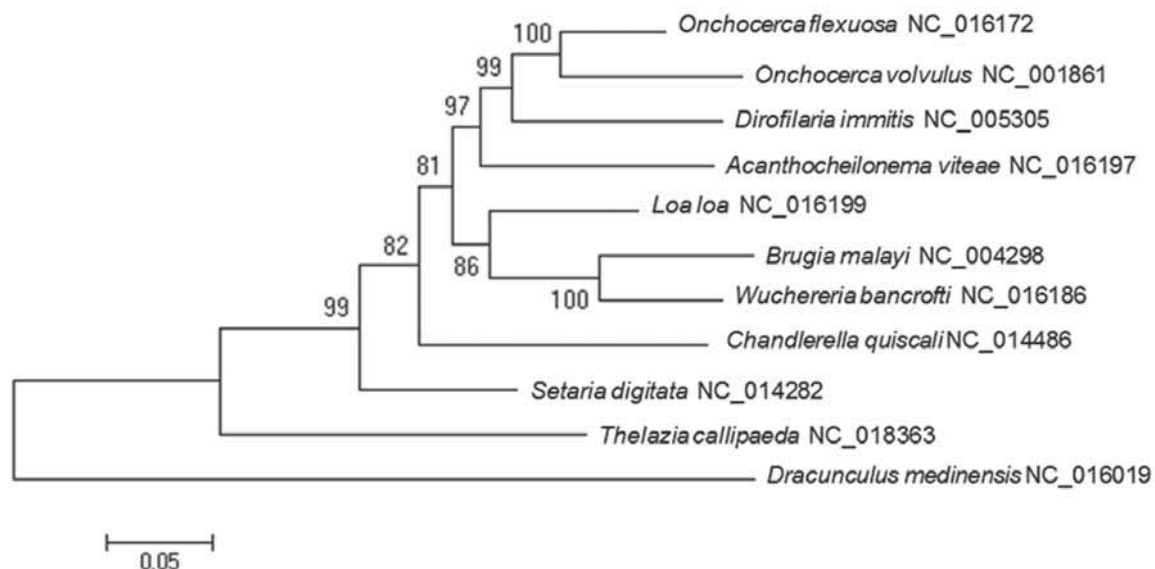 Onchocerca flexuosa NC_016172
100
Onchocerca volvulus NC_001861
99
Dirofilaria immitis NC_005305
97
Acanthocheilonema viteae NC_016197
81
Loa loa NC_016199
82
86
Brugia malayi NC_004298
100
Wuchereria bancrofti NC_016186
99
Chandlerella quiscali NC_014486
Setaria digitata NC_014282
Thelazia callipaeda NC_018363
Dracunculus medinensis NC_016019
0.05